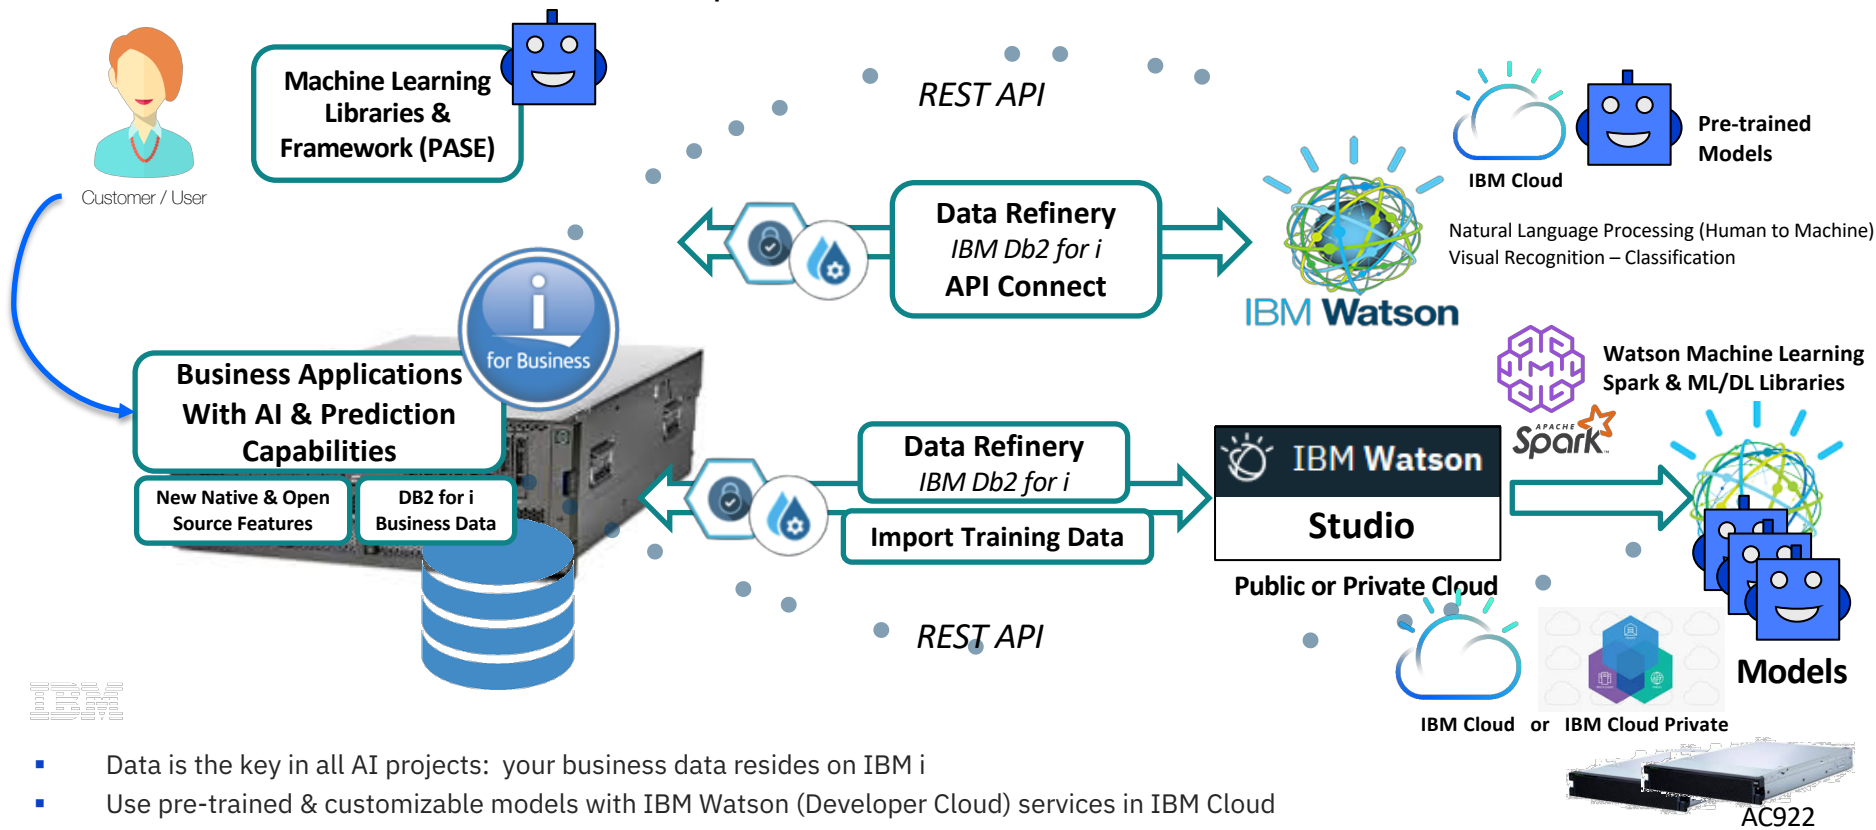 Machine Learning
Libraries &
Framework (PASE)
Customer / User
REST API
IBM Cloud
Pre-trained
Models
Data Refinery
IBM Db2 for i
API Connect
IBM Watson
Natural Language Processing (Human to Machine)
Visual Recognition – Classification
i
for Business
Business Applications
With AI & Prediction
Capabilities
New Native & Open
Source Features
DB2 for i
Business Data
Data Refinery
IBM Db2 for i
Import Training Data
IBM Watson
Studio
Public or Private Cloud
Watson Machine Learning
Spark & ML/DL Libraries
APACHE
Spark
REST API
Models
IBM Cloud or IBM Cloud Private
IBM
AC922
Data is the key in all AI projects: your business data resides on IBM i
Use pre-trained & customizable models with IBM Watson (Developer Cloud) services in IBM Cloud